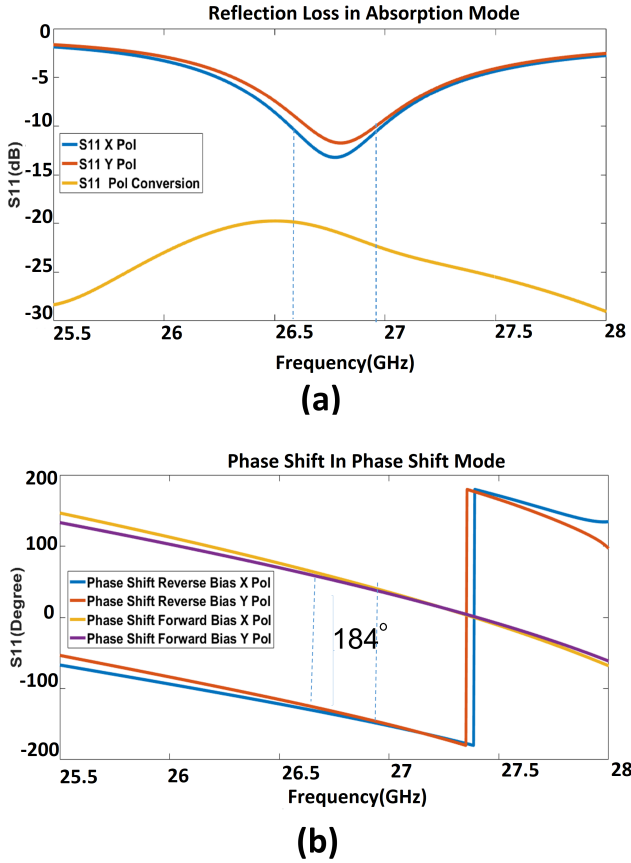 Reflection Loss in Absorption Mode
0
-5
-10
-15
-20
-25
-30
S11(dB)
S11 X Pol
S11 Y Pol
S11 Pol Conversion
25.5
26
26.5
27
27.5
28
Frequency(GHz)
(a)
Phase Shift In Phase Shift Mode
200
100
0
-100
-200
S11(Degree)
Phase Shift Reverse Bias X Pol
Phase Shift Reverse Bias Y Pol
Phase Shift Forward Bias X Pol
Phase Shift Forward Bias Y Pol
184°
25.5
26
26.5
27
27.5
28
Frequency(GHz)
(b)